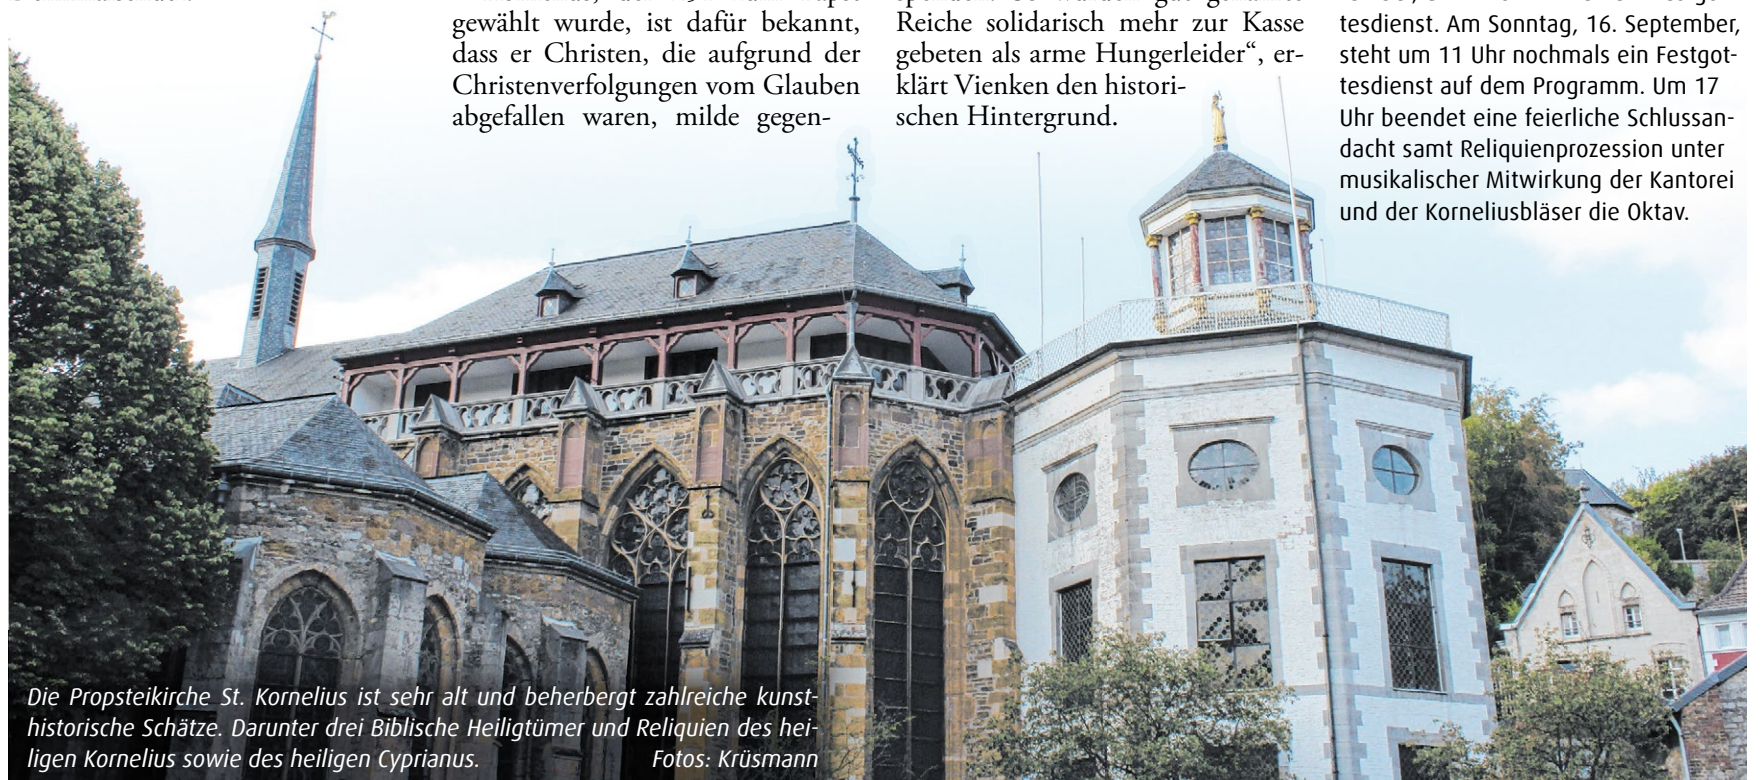 gewählt wurde, ist dafür bekannt,
dass er Christen, die aufgrund der
Christenverfolgungen vom Glauben
abgefallen waren, milde gegen-
Reiche solidarisch mehr zur Kasse
gebeten als arme Hungerleider“, er-
klärt Vienken den histori-
schen Hintergrund.
tesdienst. Am Sonntag, 16. September,
steht um 11 Uhr nochmals ein Festgot-
tesdienst auf dem Programm. Um 17
Uhr beendet eine feierliche Schlussan-
dacht samt Reliquienprozession unter
musikalischer Mitwirkung der Kantorei
und der Korneliusbläser die Oktav.
Die Propsteikirche St. Kornelius ist sehr alt und beherbergt zahlreiche kunst-
historische Schätze. Darunter drei Biblische Heiligtümer und Reliquien des hei-
ligen Kornelius sowie des heiligen Cyprianus. Fotos: Krüsmann